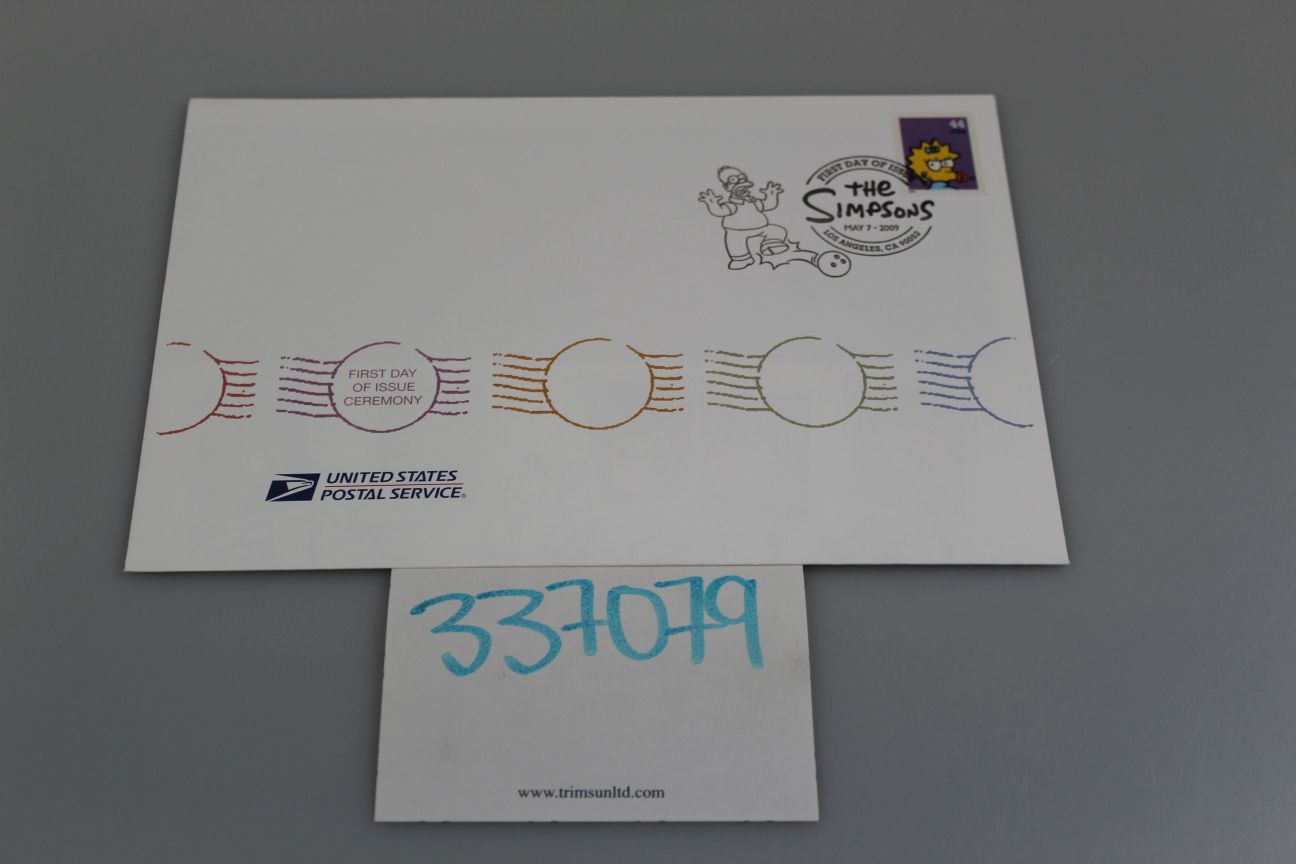 44
FIRST DAY OF ISSUE
THE
SIMPSONS
MAY 7 • 2009
LOS ANGELES, CA 90052
FIRST DAY
OF ISSUE
CEREMONY
UNITED STATES
POSTAL SERVICE®
337079
www.trimsunltd.com